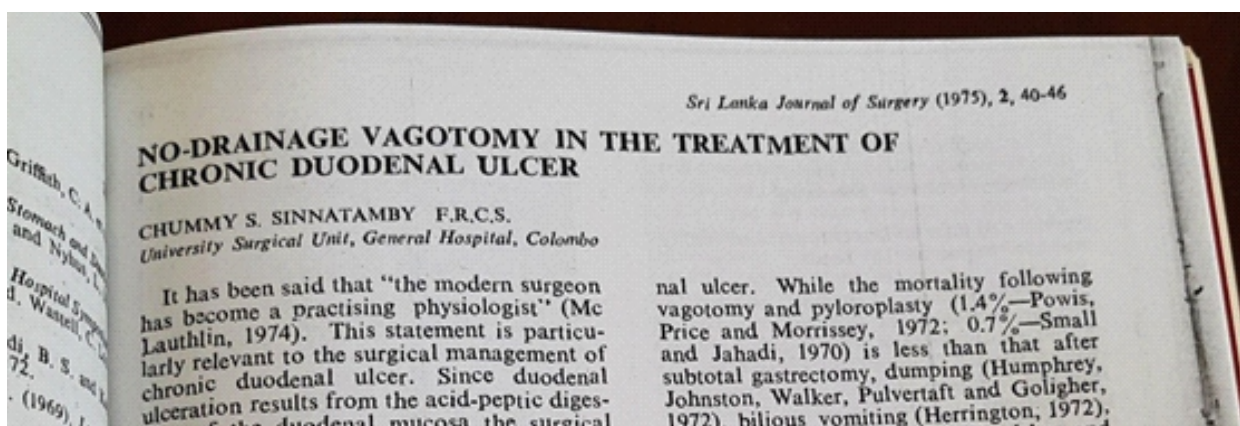 Sri Lanka Journal of Surgery (1975), 2, 40-46
NO-DRAINAGE VAGOTOMY IN THE TREATMENT OF
CHRONIC DUODENAL ULCER
CHUMMY S. SINNATAMBY F.R.C.S.
University Surgical Unit, General Hospital, Colombo
It has been said that "the modern surgeon
has become a practising physiologist" (Mc
Lauthlin, 1974). This statement is particu-
larly relevant to the surgical management of
chronic duodenal ulcer. Since duodenal
ulceration results from the acid-peptic diges-
the duodenal mucosa the surgical
nal ulcer. While the mortality following
vagotomy and pyloroplasty (1.4%—Powis,
Price and Morrissey, 1972; 0.7%—Small
and Jahadi, 1970) is less than that after
subtotal gastrectomy, dumping (Humphrey,
Johnston, Walker, Pulvertaft and Goligher,
1972), bilious vomiting (Herrington, 1972),
Griffith, C. A.
Stomach and
and Nyhus, L.
Hospital
d. Wastell, C.
di, B. S. and
72.
. (1969).